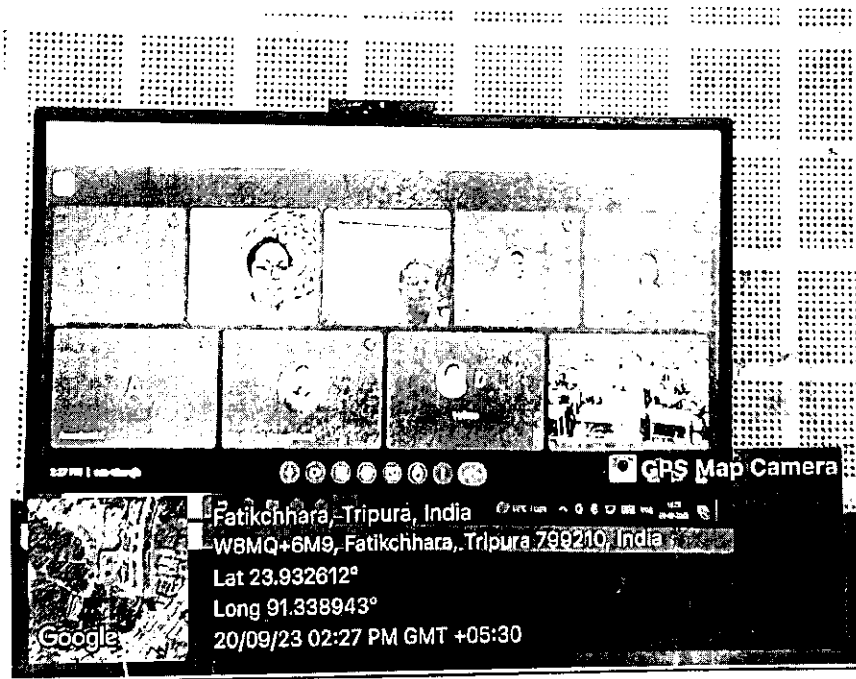 GPS Map Camera
Fatikchhara, Tripura, India
W8MQ+6M9, Fatikchhara, Tripura 799210, India
Lat 23.932612°
Long 91.338943°
20/09/23 02:27 PM GMT +05:30
Google